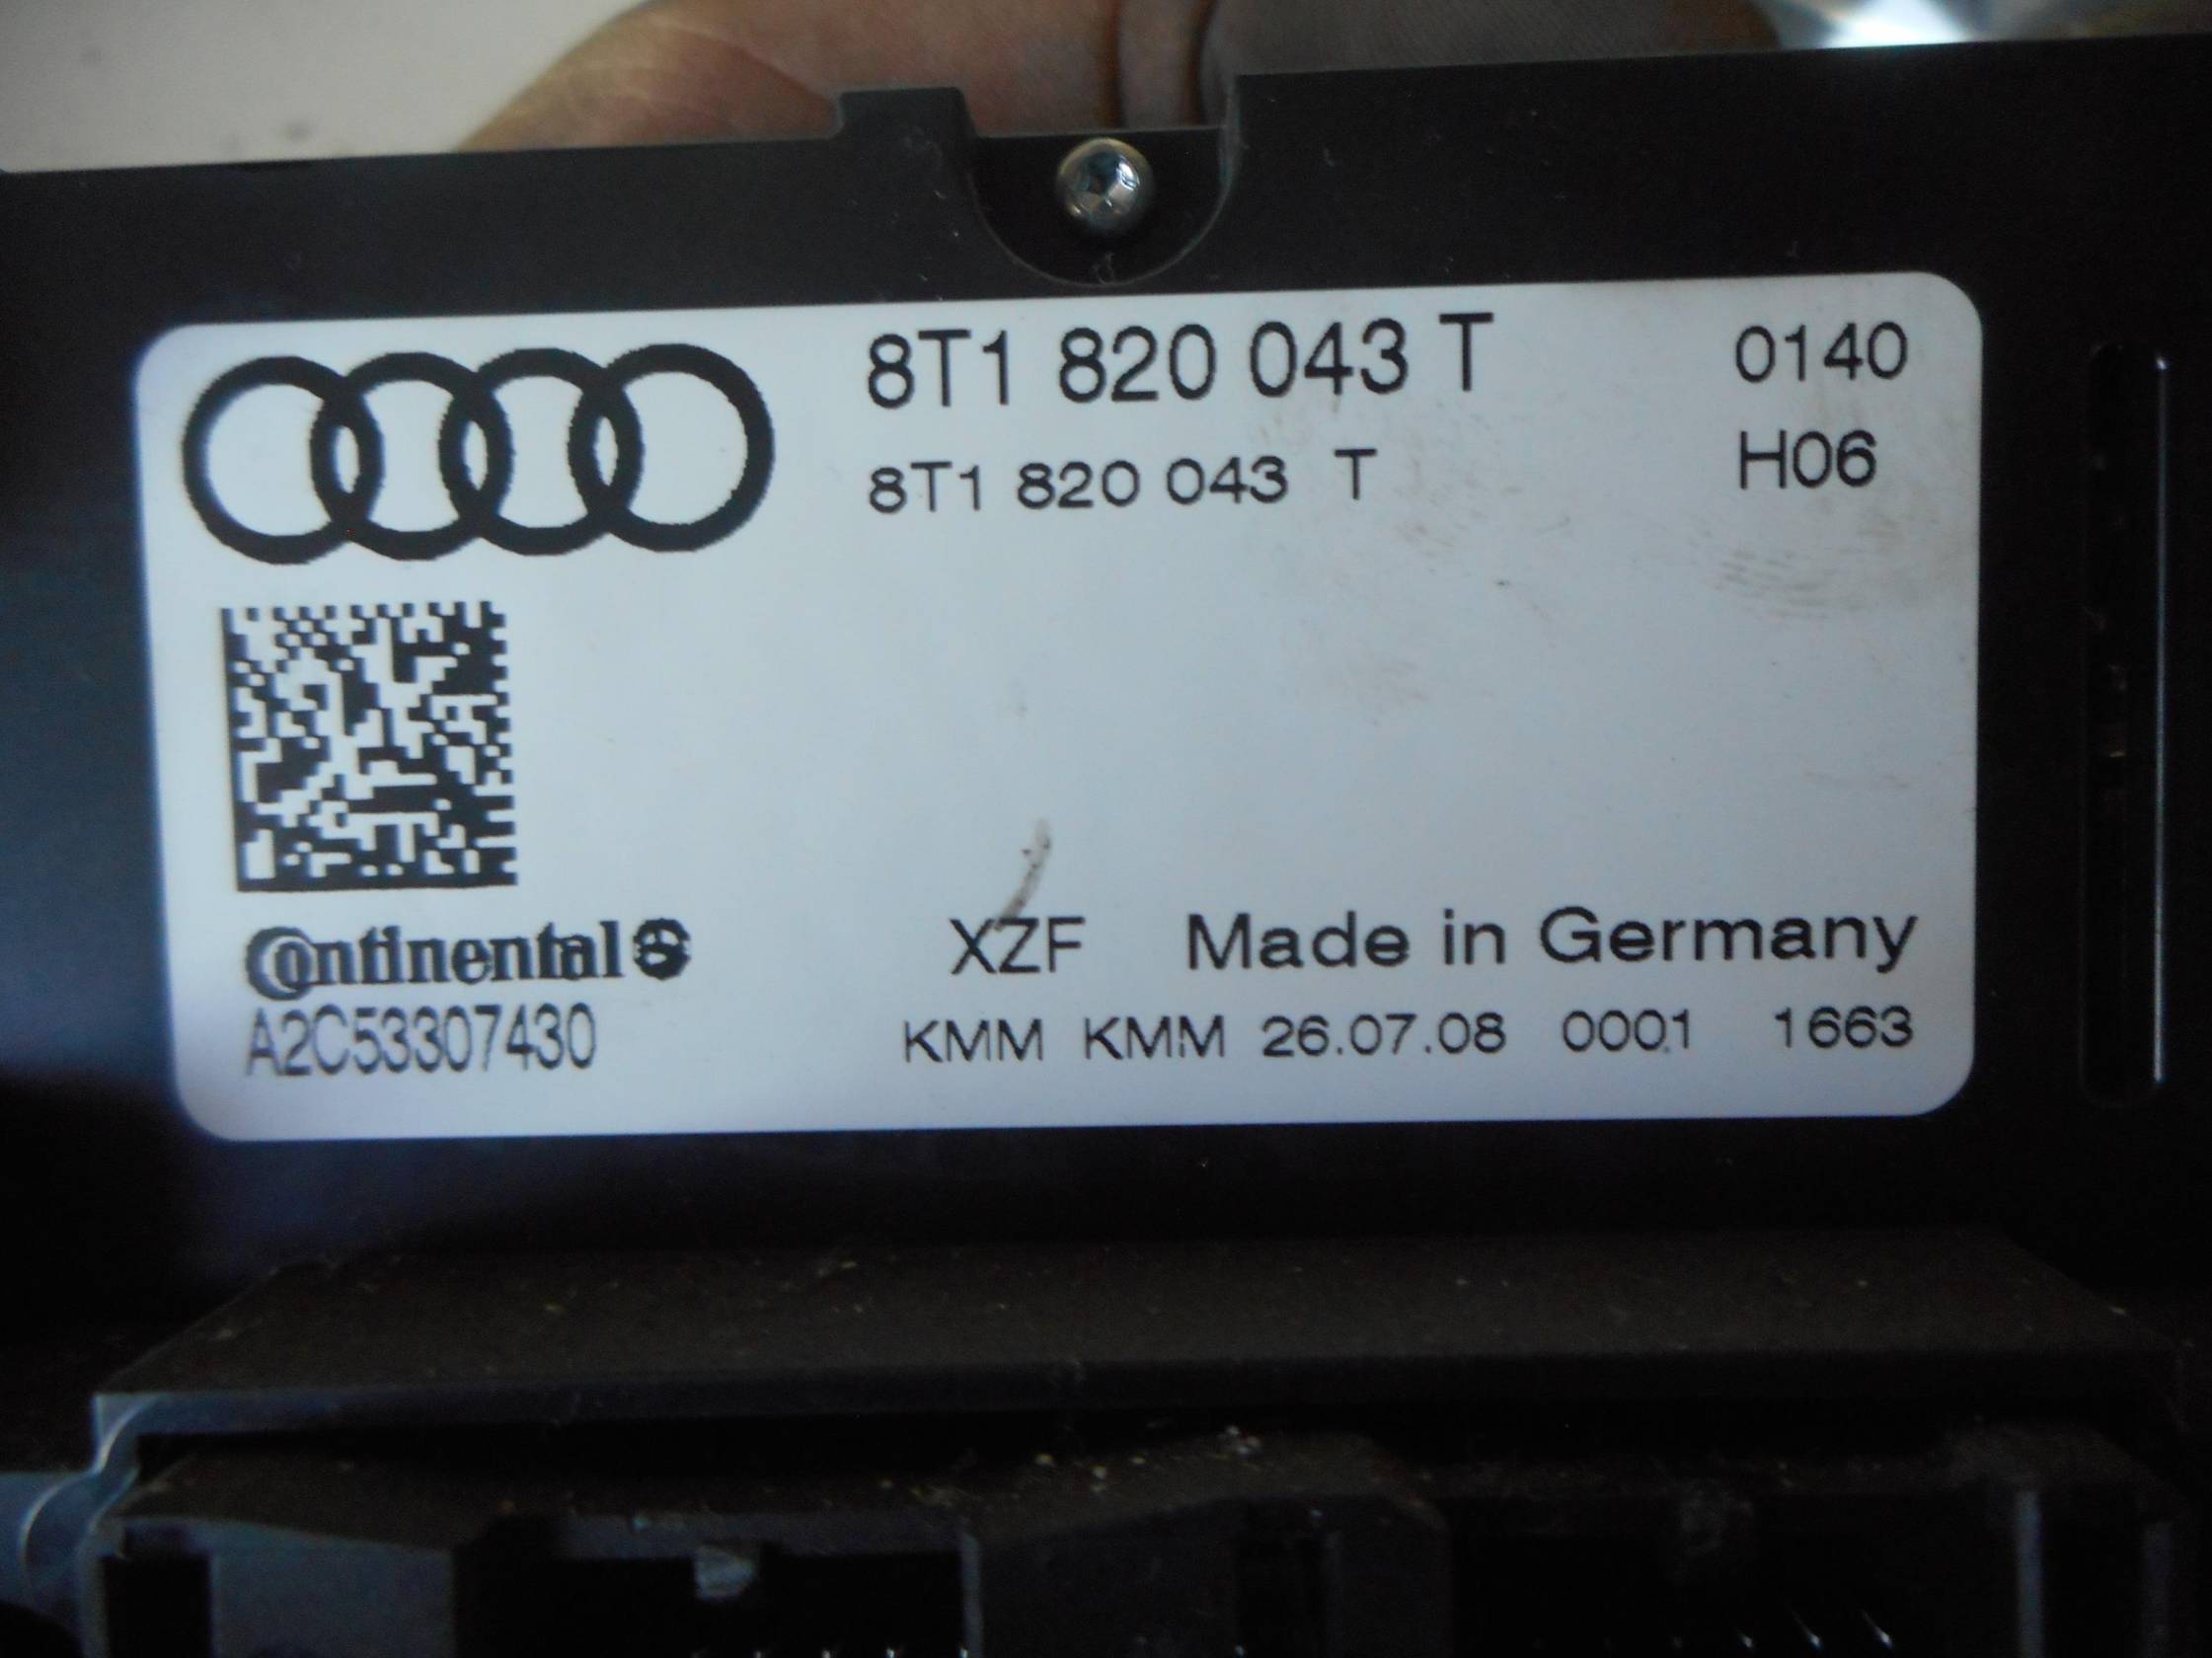 8T1 820 043 T 0140
8T1 820 043 T H06
Continental
A2C53307430
XZF Made in Germany
KMM KMM 26.07.08 0001 1663